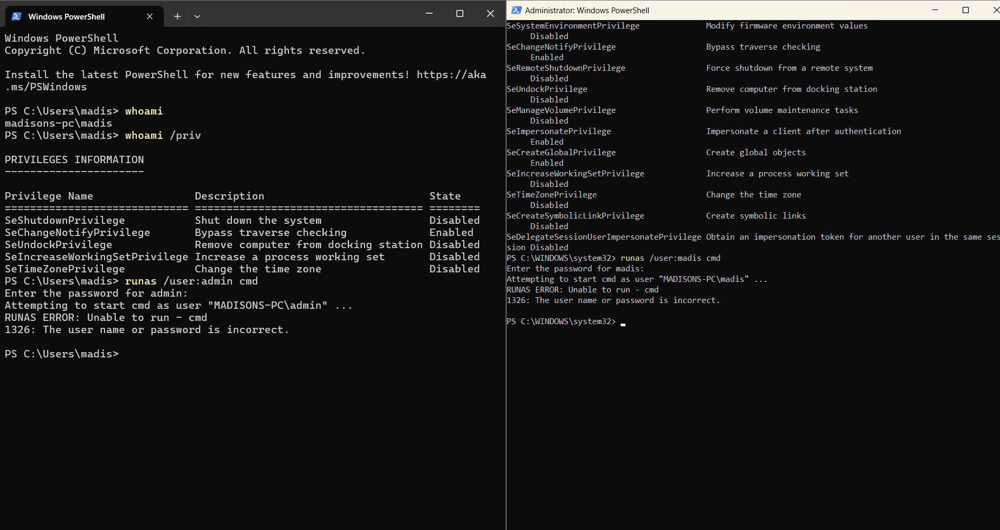 Windows PowerShell
Windows PowerShell
Copyright (C) Microsoft Corporation. All rights reserved.
Install the latest PowerShell for new features and improvements! https://aka
.ms/PSWindows
PS C:\Users\madis> whoami
madisons-pc\madis
PS C:\Users\madis> whoami /priv
PRIVILEGES INFORMATION
----------------------
Privilege Name                Description                          State
============================= ==================================== ========
SeShutdownPrivilege           Shut down the system                 Disabled
SeChangeNotifyPrivilege       Bypass traverse checking             Enabled
SeUndockPrivilege             Remove computer from docking station Disabled
SeIncreaseWorkingSetPrivilege Increase a process working set       Disabled
SeTimeZonePrivilege           Change the time zone                 Disabled
PS C:\Users\madis> runas /user:admin cmd
Enter the password for admin:
Attempting to start cmd as user "MADISONS-PC\admin" ...
RUNAS ERROR: Unable to run - cmd
1326: The user name or password is incorrect.
PS C:\Users\madis>
Administrator: Windows PowerShell
SeSystemEnvironmentPrivilege              Modify firmware environment values
     Disabled
SeChangeNotifyPrivilege                   Bypass traverse checking
     Enabled
SeRemoteShutdownPrivilege                 Force shutdown from a remote system
     Disabled
SeUndockPrivilege                         Remove computer from docking station
     Disabled
SeManageVolumePrivilege                   Perform volume maintenance tasks
     Disabled
SeImpersonatePrivilege                    Impersonate a client after authentication
     Enabled
SeCreateGlobalPrivilege                   Create global objects
     Enabled
SeIncreaseWorkingSetPrivilege             Increase a process working set
     Disabled
SeTimeZonePrivilege                       Change the time zone
     Disabled
SeCreateSymbolicLinkPrivilege             Create symbolic links
     Disabled
SeDelegateSessionUserImpersonatePrivilege Obtain an impersonation token for another user in the same ses
sion Disabled
PS C:\WINDOWS\system32> runas /user:madis cmd
Enter the password for madis:
Attempting to start cmd as user "MADISONS-PC\madis" ...
RUNAS ERROR: Unable to run - cmd
1326: The user name or password is incorrect.
PS C:\WINDOWS\system32>